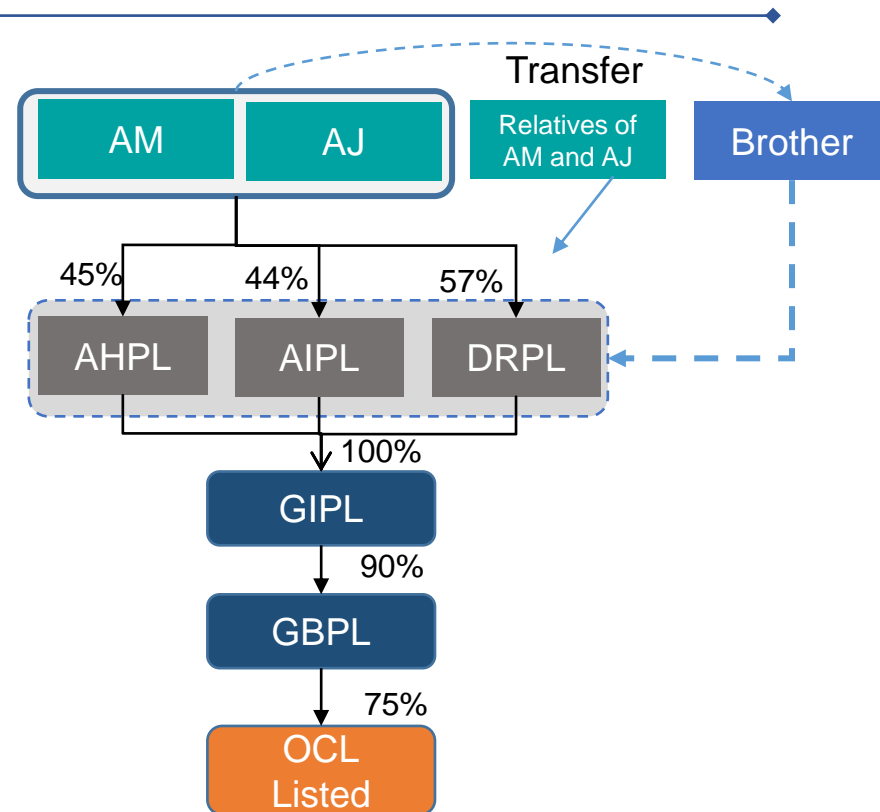 Transfer
AM
AJ
Relatives of
AM and AJ
Brother
45%
44%
57%
AHPL
AIPL
DRPL
100%
GIPL
90%
GBPL
75%
OCL
Listed